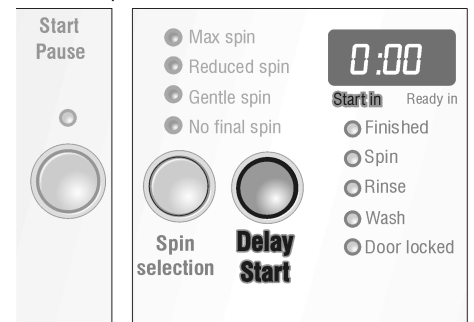 Start
Pause
Max spin
Reduced spin
Gentle spin
No final spin
Spin
selection
Delay
Start
0:00
Start in Ready in
Finished
Spin
Rinse
Wash
Door locked